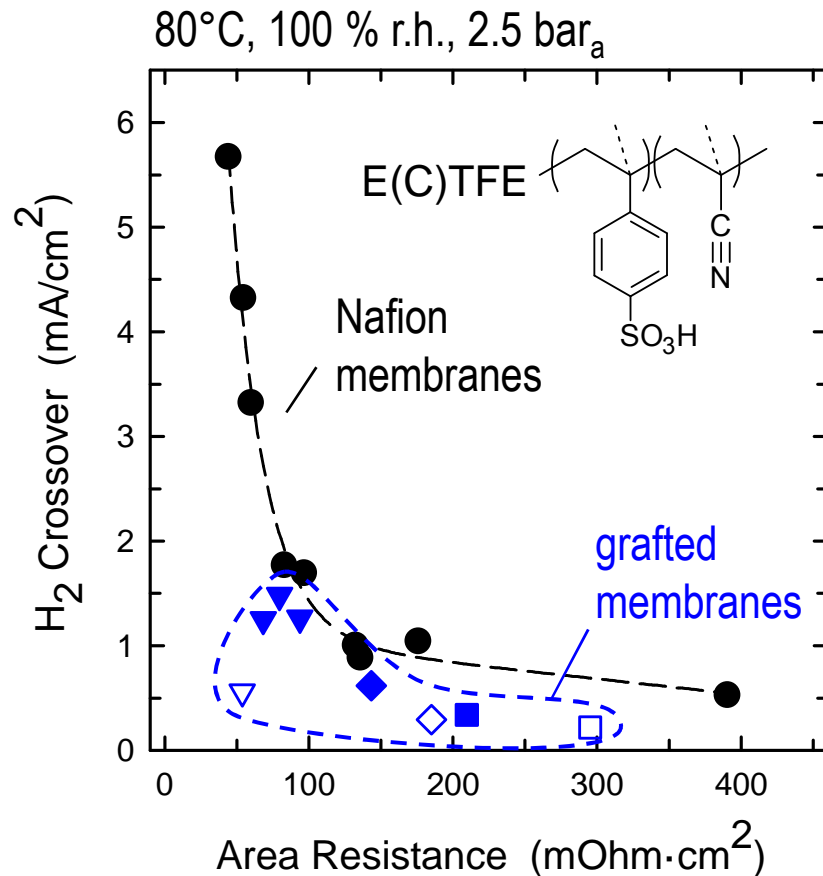 80°C, 100 % r.h., 2.5 barₐ
6
5
4
3
2
1
0
H₂ Crossover (mA/cm²)
E(C)TFE
C
N
SO₃H
Nafion
membranes
grafted
membranes
0 100 200 300 400
Area Resistance (mOhm·cm²)